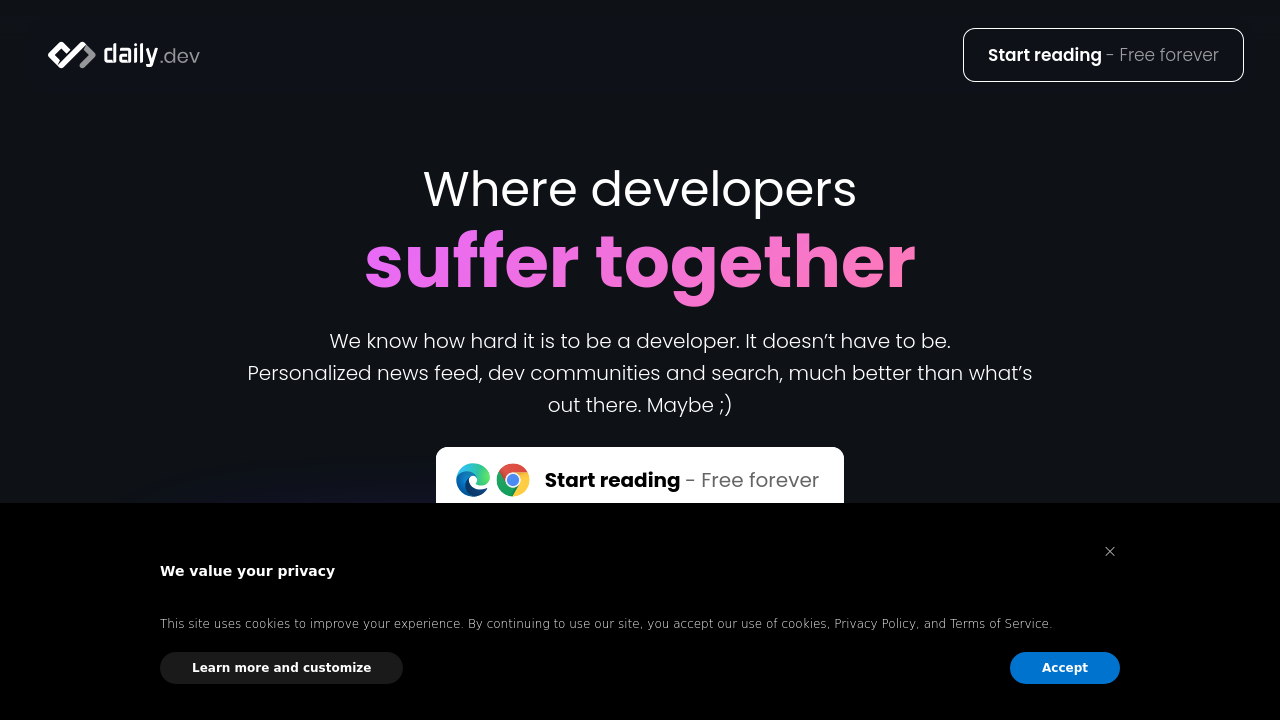 daily.dev
Start reading - Free forever
Where developers
suffer together
We know how hard it is to be a developer. It doesn’t have to be.
Personalized news feed, dev communities and search, much better than what’s
out there. Maybe ;)
Start reading - Free forever
×
We value your privacy
This site uses cookies to improve your experience. By continuing to use our site, you accept our use of cookies, Privacy Policy, and Terms of Service.
Learn more and customize
Accept